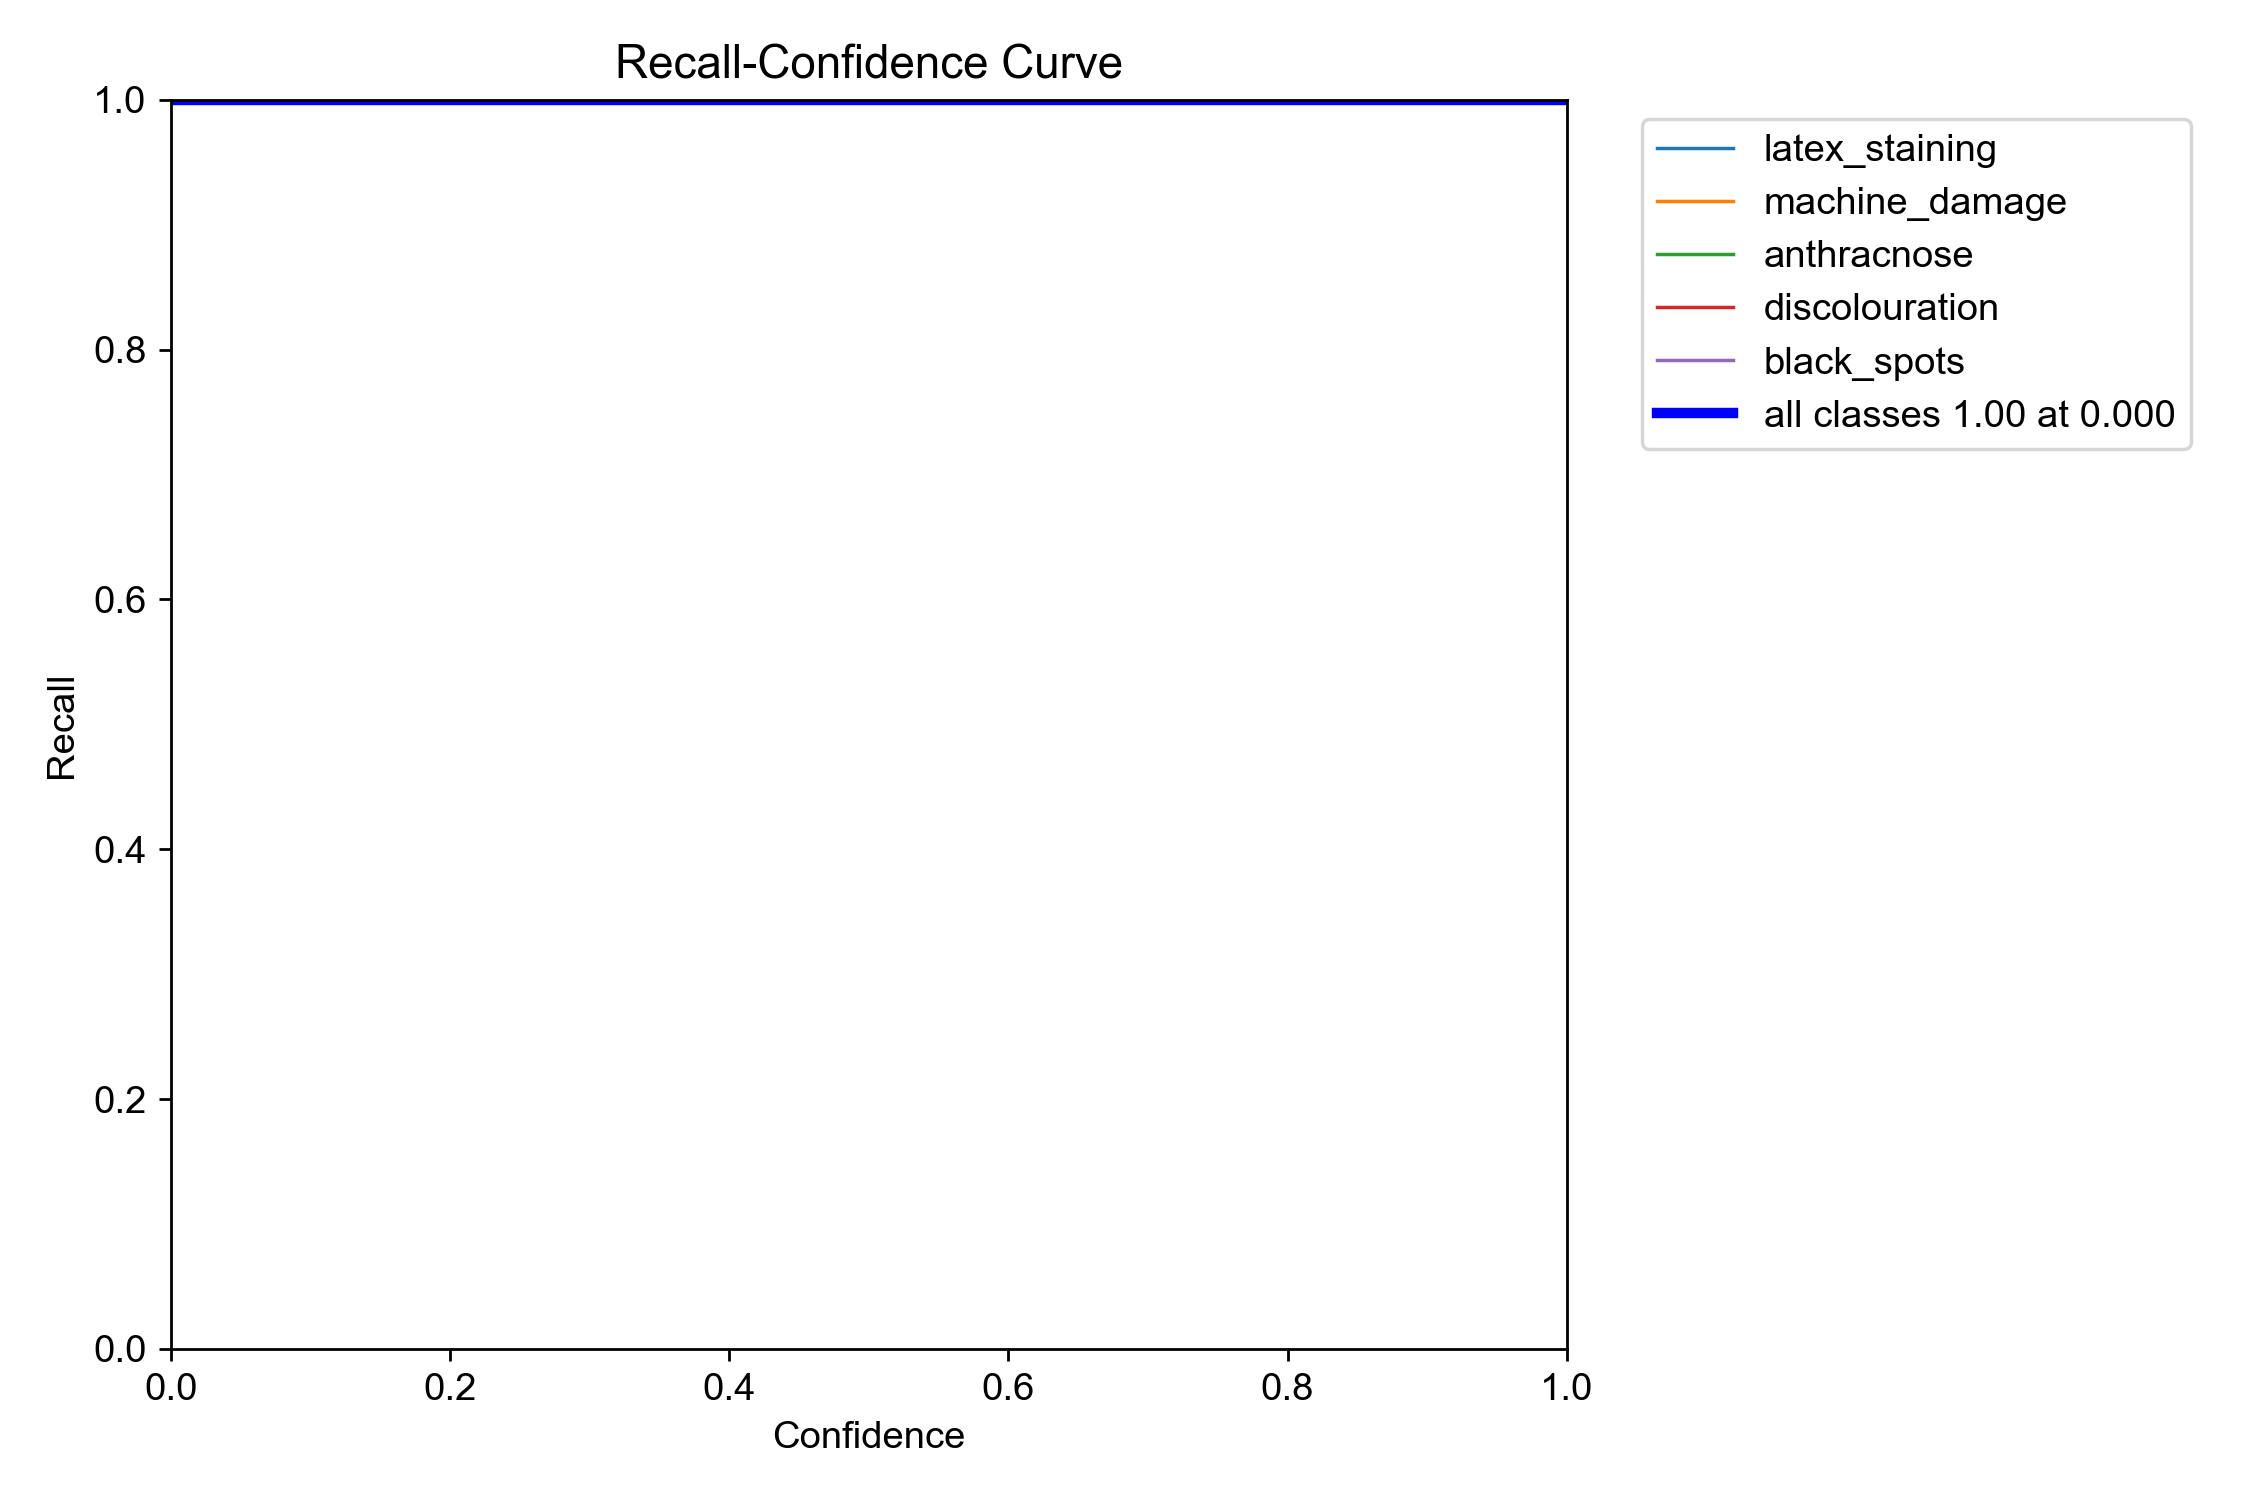 Recall-Confidence Curve
1.0
0.8
0.6
0.4
0.2
0.0
Recall
0.0 0.2 0.4 0.6 0.8 1.0
Confidence
latex_staining
machine_damage
anthracnose
discolouration
black_spots
all classes 1.00 at 0.000